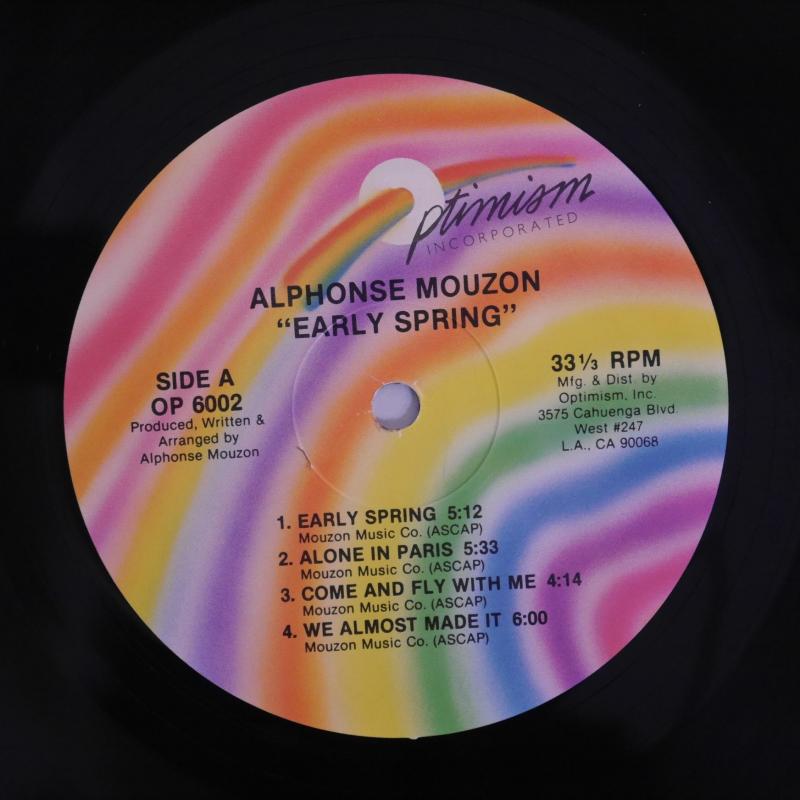 Optimism
INCORPORATED
ALPHONSE MOUZON
“EARLY SPRING”
SIDE A
OP 6002
Produced, Written &
Arranged by
Alphonse Mouzon
33⅓ RPM
Mfg. & Dist. by
Optimism, Inc.
3575 Cahuenga Blvd.
West #247
L.A., CA 90068
1. EARLY SPRING 5:12
Mouzon Music Co. (ASCAP)
2. ALONE IN PARIS 5:33
Mouzon Music Co. (ASCAP)
3. COME AND FLY WITH ME 4:14
Mouzon Music Co. (ASCAP)
4. WE ALMOST MADE IT 6:00
Mouzon Music Co. (ASCAP)